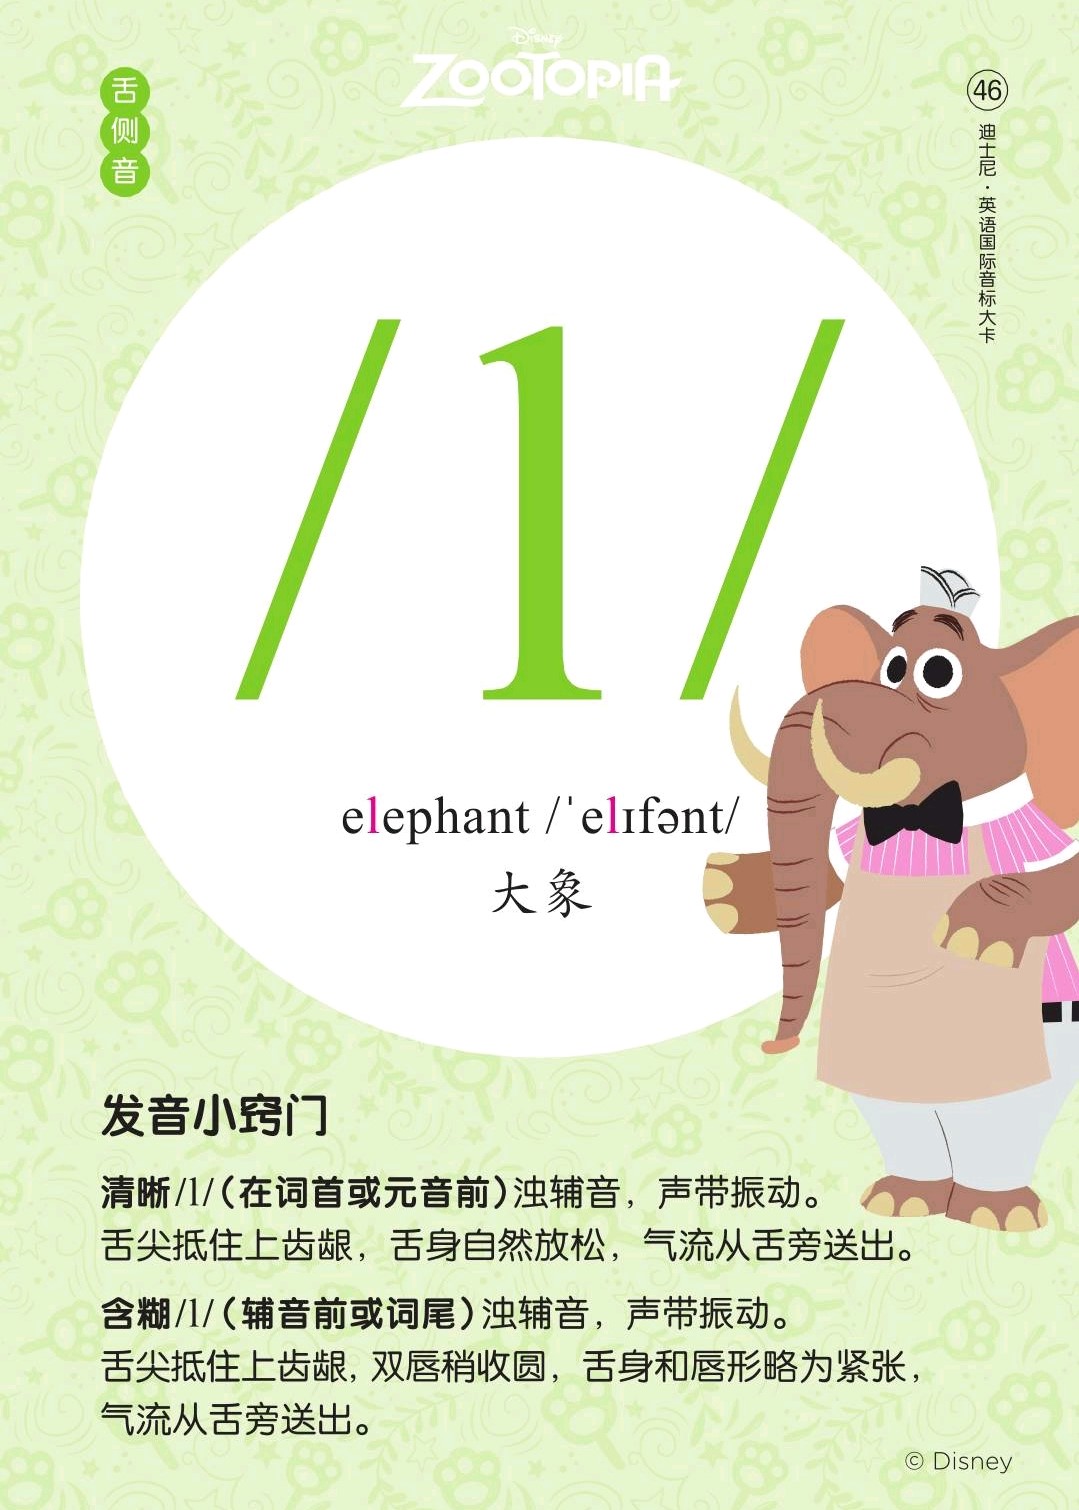 Disney
ZOOTOPIA
舌侧音
46
迪士尼·英语国际音标大卡
/l/
elephant /ˈelɪfənt/
大象
发音小窍门
清晰/l/（在词首或元音前）浊辅音，声带振动。
舌尖抵住上齿龈，舌身自然放松，气流从舌旁送出。
含糊/l/（辅音前或词尾）浊辅音，声带振动。
舌尖抵住上齿龈，双唇稍收圆，舌身和唇形略为紧张，
气流从舌旁送出。
© Disney